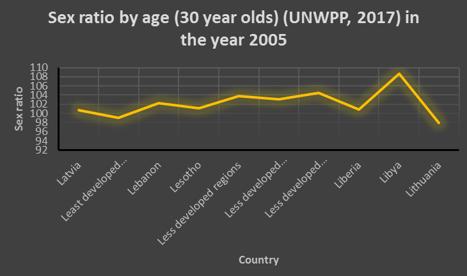 Sex ratio by age (30 year olds) (UNWPP, 2017) in
the year 2005
Sex ratio
110
108
106
104
102
100
98
96
94
92
Latvia
Least developed...
Lebanon
Lesotho
Less developed regions
Less developed...
Less developed...
Liberia
Libya
Lithuania
Country